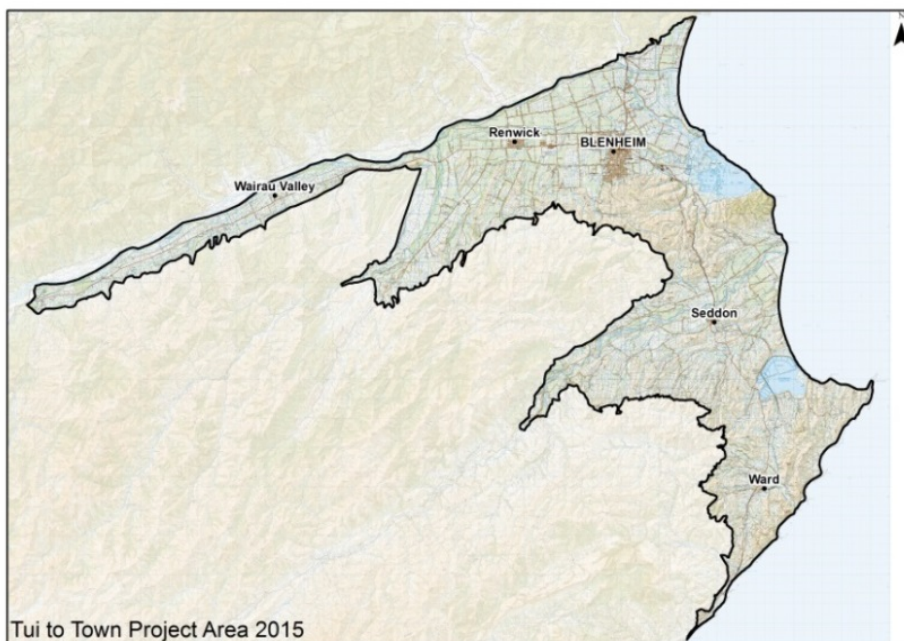 N
Renwick
BLENHEIM
Wairau Valley
Seddon
Ward
Tui to Town Project Area 2015